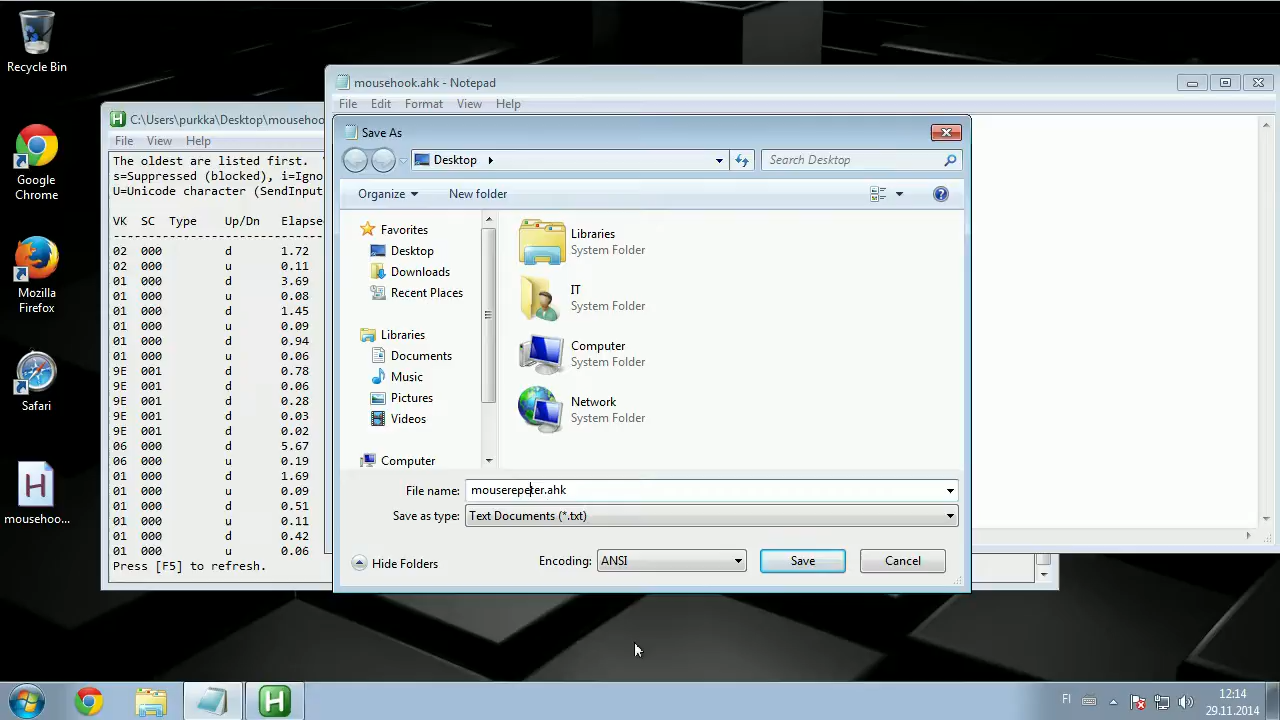 Recycle Bin
Google
Chrome
Mozilla
Firefox
Safari
mousehoo...
C:\Users\purkka\Desktop\mousehoo
File View Help
The oldest are listed first.
s=Suppressed (blocked), i=Igno
U=Unicode character (SendInput
VK SC Type Up/Dn Elapse
----------------------------------
02 000 d 1.72
02 000 u 0.11
01 000 d 3.69
01 000 u 0.08
01 000 d 1.45
01 000 u 0.09
01 000 d 0.94
01 000 u 0.06
9E 001 d 0.78
9E 001 d 0.06
9E 001 d 0.28
9E 001 d 0.03
9E 001 d 0.02
06 000 d 5.67
06 000 u 0.19
01 000 d 1.69
01 000 u 0.09
01 000 d 0.51
01 000 u 0.11
01 000 d 0.42
01 000 u 0.06
Press [F5] to refresh.
mousehook.ahk - Notepad
File Edit Format View Help
Save As
Desktop
Search Desktop
Organize
New folder
Favorites
Desktop
Downloads
Recent Places
Libraries
Documents
Music
Pictures
Videos
Computer
Libraries
System Folder
IT
System Folder
Computer
System Folder
Network
System Folder
File name: mouserepeter.ahk
Save as type: Text Documents (*.txt)
Hide Folders
Encoding: ANSI
Save
Cancel
FI
12:14
29.11.2014